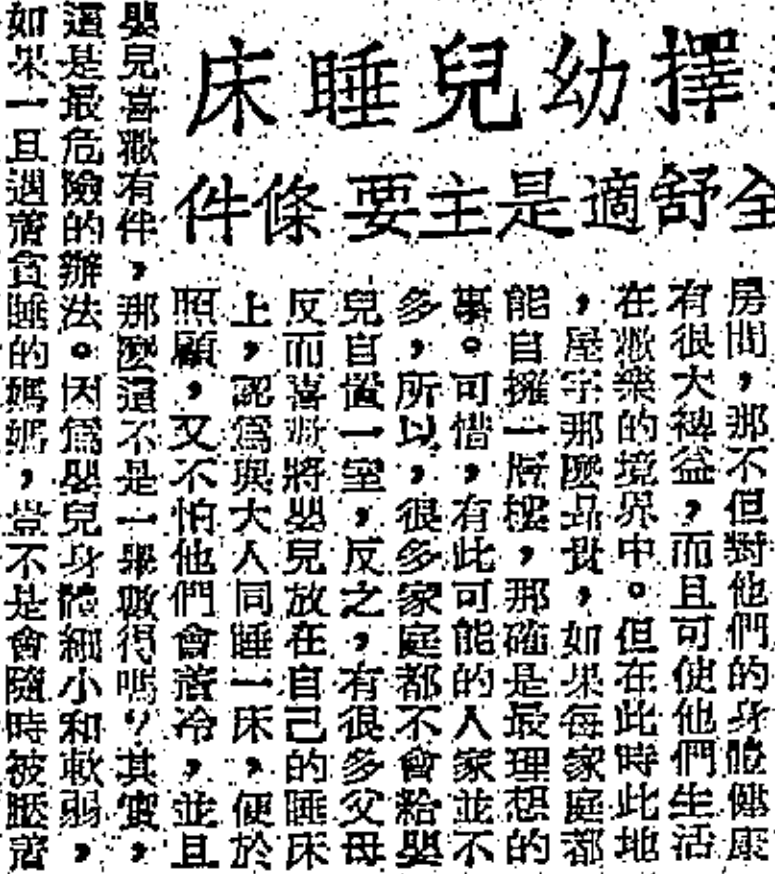 擇幼兒睡床
全舒適是主要條件
房間，那不但對他們的身體健康
有很大裨益，而且可使他們生活
在歡樂的境界中。但在此時此地
，屋宇那麼昂貴，如果每家庭都
能自擁一層樓，那確是最理想的
事。可惜，有此可能的人家並不
多，所以，很多家庭都不會給嬰
兒自置一室，反之，有很多父母
反而喜歡將嬰兒放在自己的睡床
上，認爲與大人同睡一床，便於
照顧，又不怕他們會著冷，並且
嬰兒喜歡有伴，那麼這不是一舉數得嗎？其實，
這是最危險的辦法。因爲嬰兒身體細小和軟弱，
如果一旦遇著貪睡的媽媽，豈不是會隨時被壓著